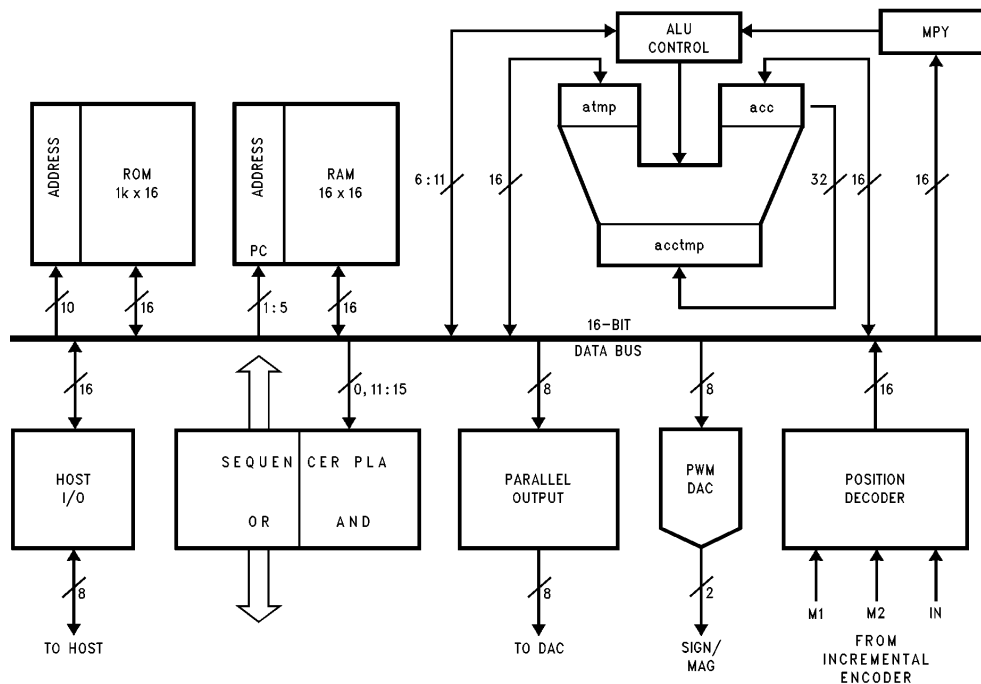 ALU
CONTROL
MPY
atmp
acc
ADDRESS
ROM
1k x 16
ADDRESS
RAM
16 x 16
PC
6:11
16
32
16
16
acctmp
10
16
1:5
16
16-BIT
DATA BUS
16
0, 11:15
8
8
16
HOST
I/O
SEQUENCER PLA
OR
AND
PARALLEL
OUTPUT
PWM
DAC
POSITION
DECODER
8
8
2
M1
M2
IN
TO HOST
TO DAC
SIGN/
MAG
FROM
INCREMENTAL
ENCODER